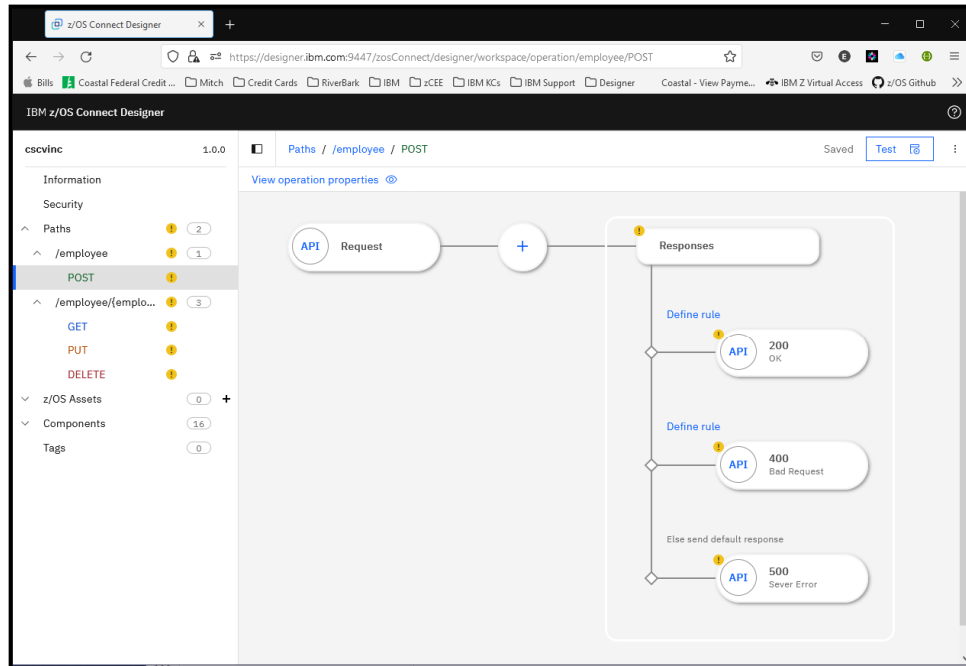 z/OS Connect Designer
https://designer.ibm.com:9447/zosConnect/designer/workspace/operation/employee/POST
Bills Coastal Federal Credit ... Mitch Credit Cards RiverBark IBM zCEE IBM KCs IBM Support Designer Coastal - View Payme... IBM Z Virtual Access z/OS Github
IBM z/OS Connect Designer
cscvinc 1.0.0
Paths / /employee / POST
Saved
Test
View operation properties
Information
Security
Paths 2
/employee 1
POST
/employee/{emplo... 3
GET
PUT
DELETE
z/OS Assets 0
Components 16
Tags 0
API Request
Responses
Define rule
API 200
OK
Define rule
API 400
Bad Request
Else send default response
API 500
Sever Error